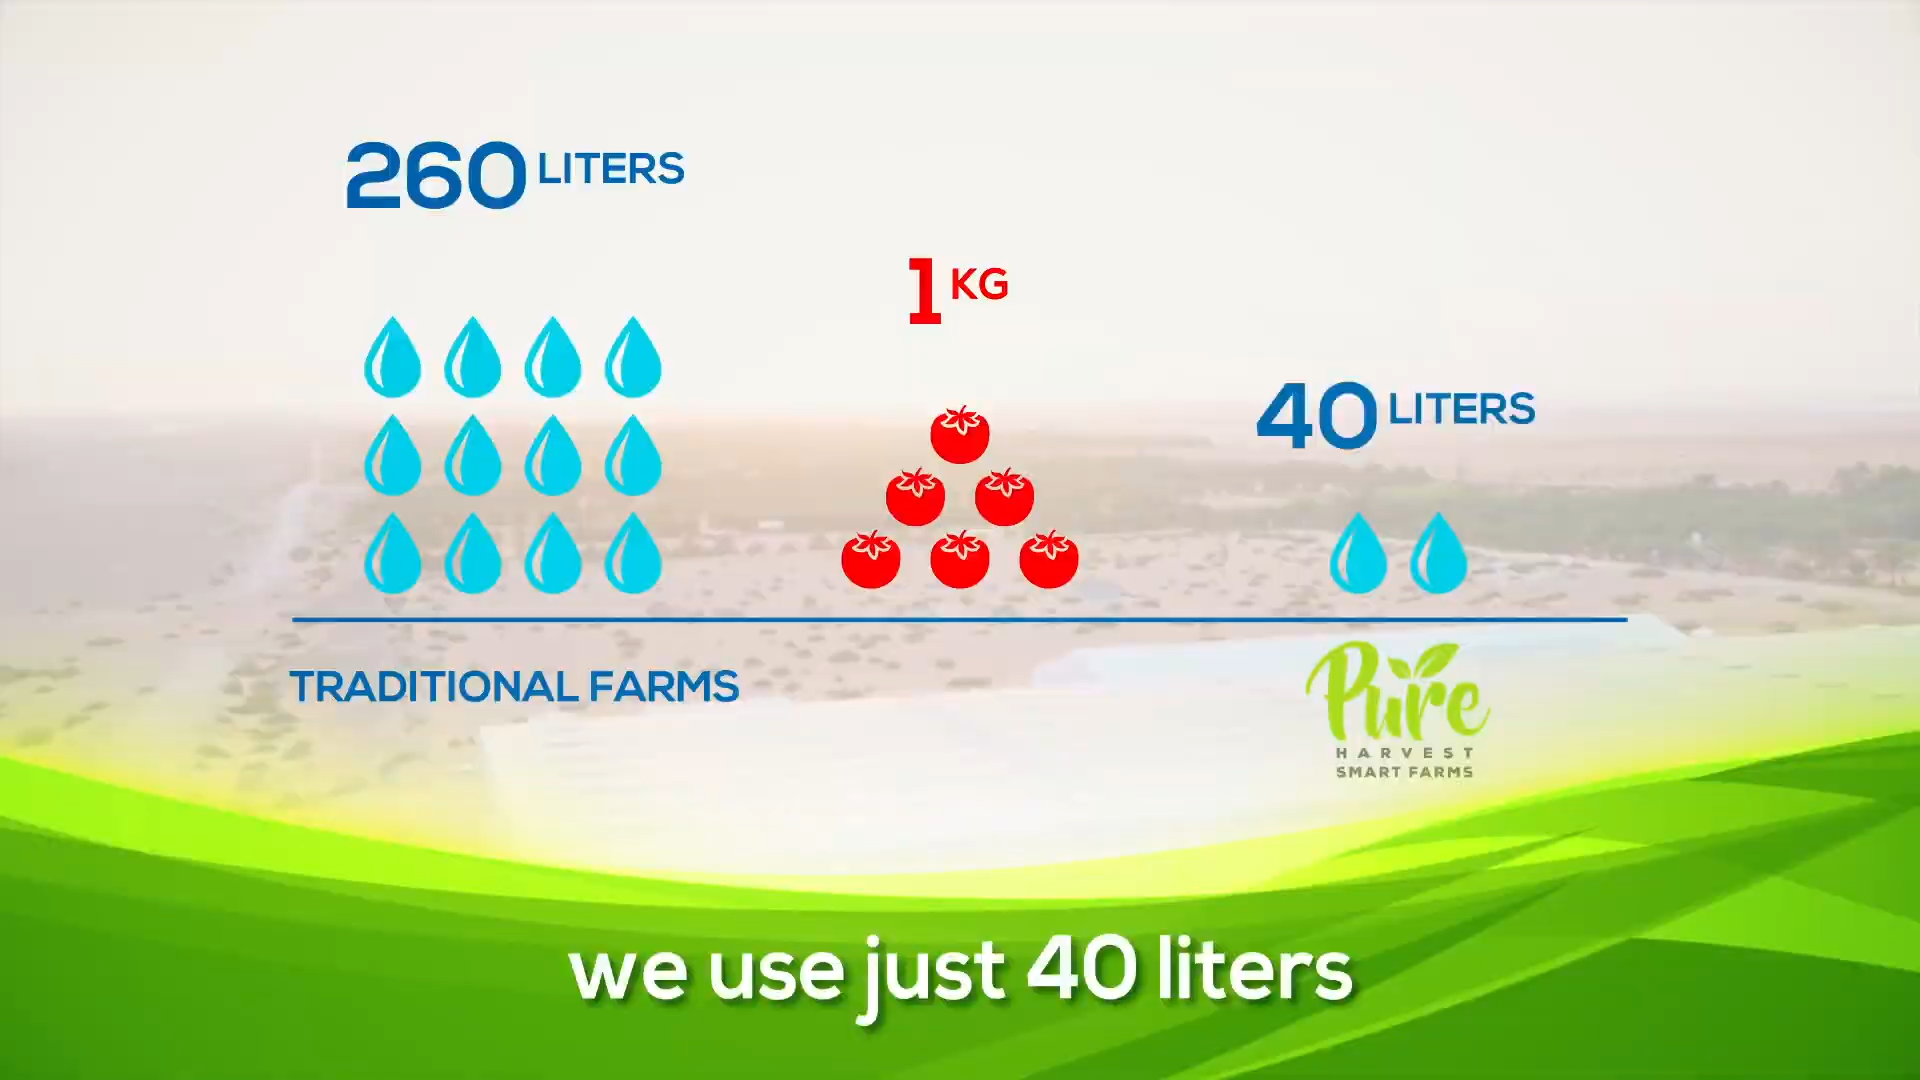 260 LITERS
1 KG
40 LITERS
TRADITIONAL FARMS
Pure
HARVEST
SMART FARMS
we use just 40 liters